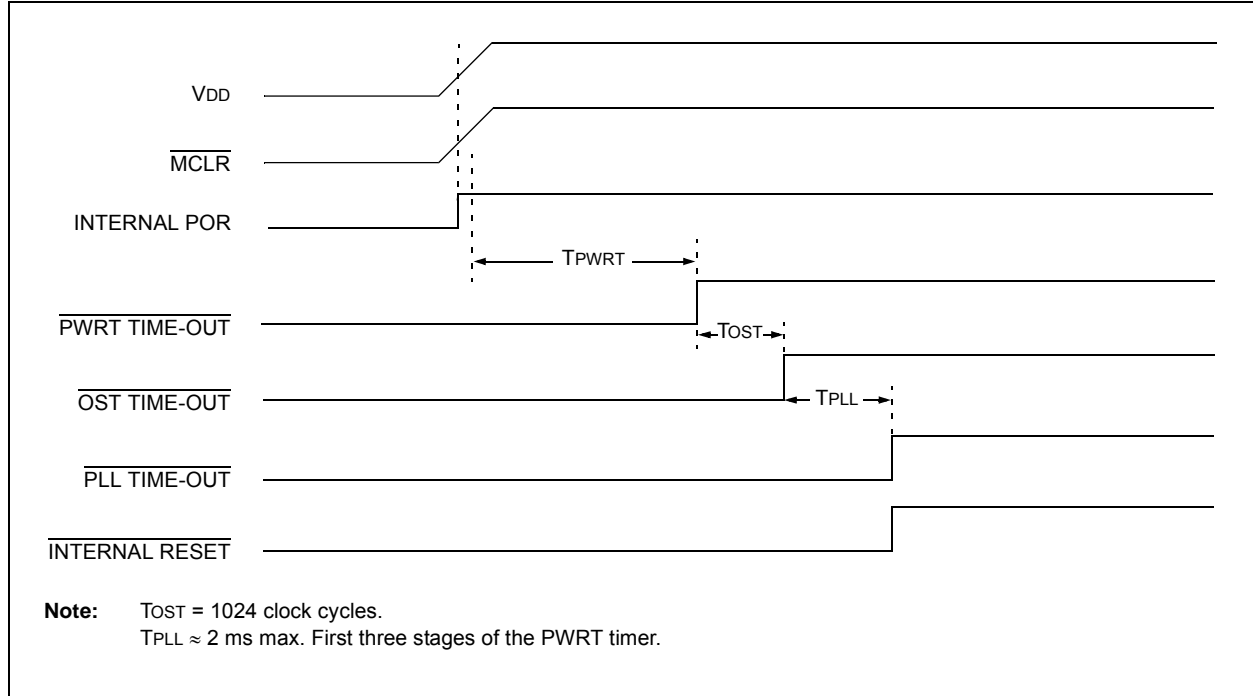 VDD
MCLR
INTERNAL POR
TPWRT
PWRT TIME-OUT
TOST
OST TIME-OUT
TPLL
PLL TIME-OUT
INTERNAL RESET
Note: TOST = 1024 clock cycles.
TPLL ≈ 2 ms max. First three stages of the PWRT timer.